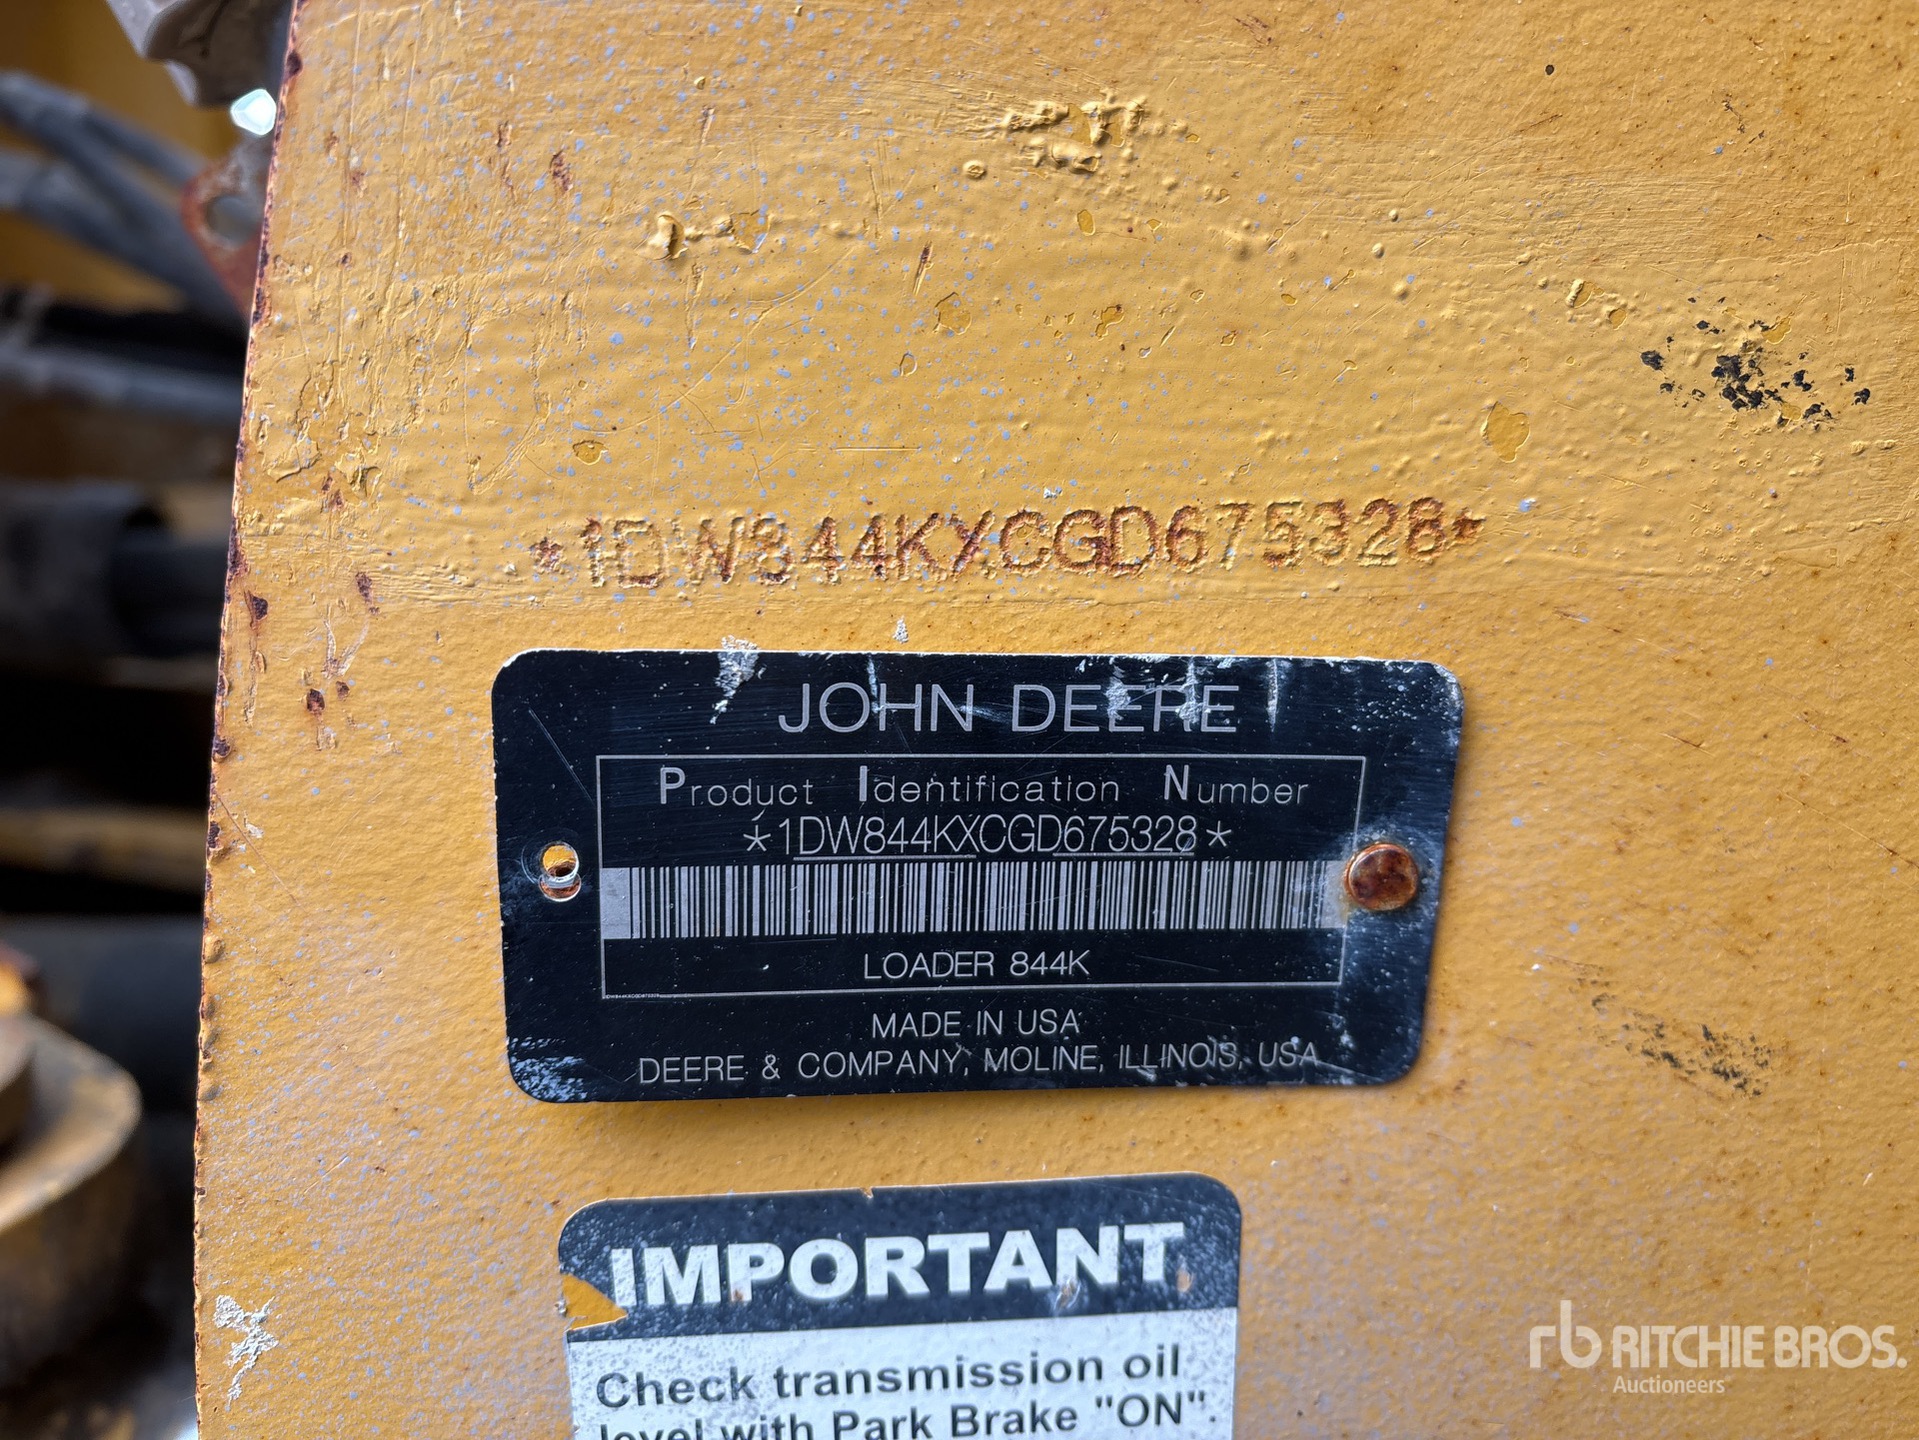 *1DW844KXCGD675328*
JOHN DEERE
Product Identification Number
*1DW844KXCGD675328*
LOADER 844K
MADE IN USA
DEERE & COMPANY, MOLINE, ILLINOIS, USA
IMPORTANT
Check transmission oil
level with Park Brake "ON".
rb RITCHIE BROS.
Auctioneers